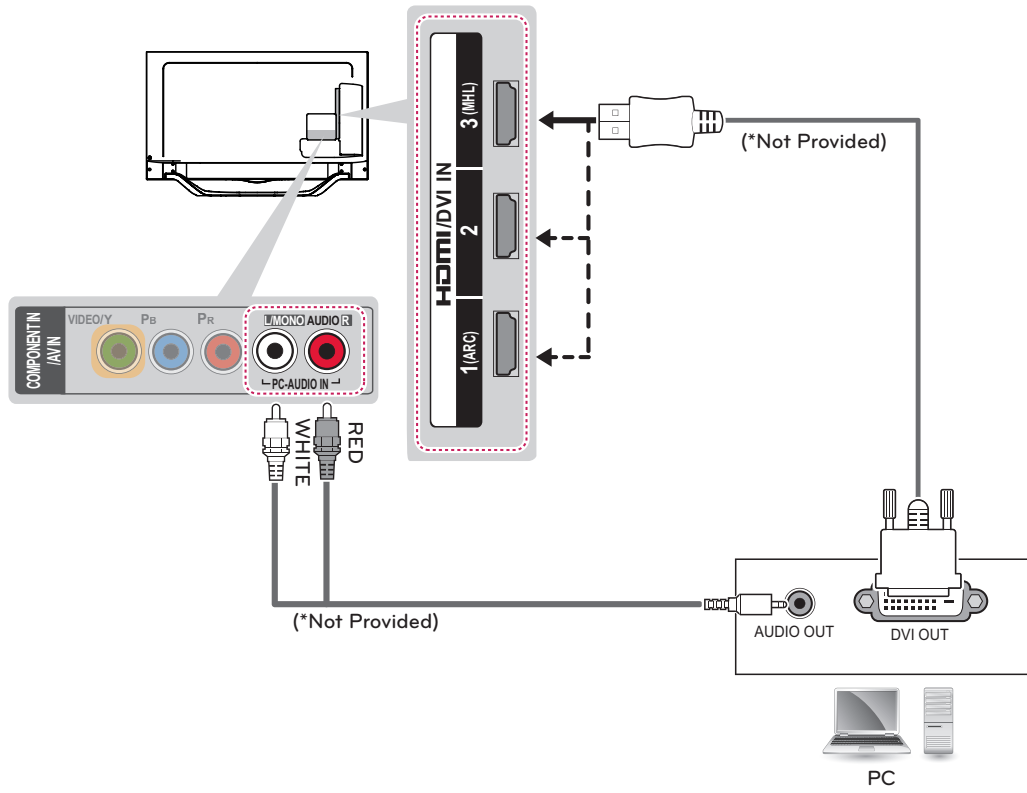 HDMI/DVI IN
3 (MHL)
2
1 (ARC)
(*Not Provided)
COMPONENT IN
/AV IN
VIDEO/Y
PB
PR
L/MONO AUDIO R
PC-AUDIO IN
WHITE
RED
(*Not Provided)
AUDIO OUT
DVI OUT
PC